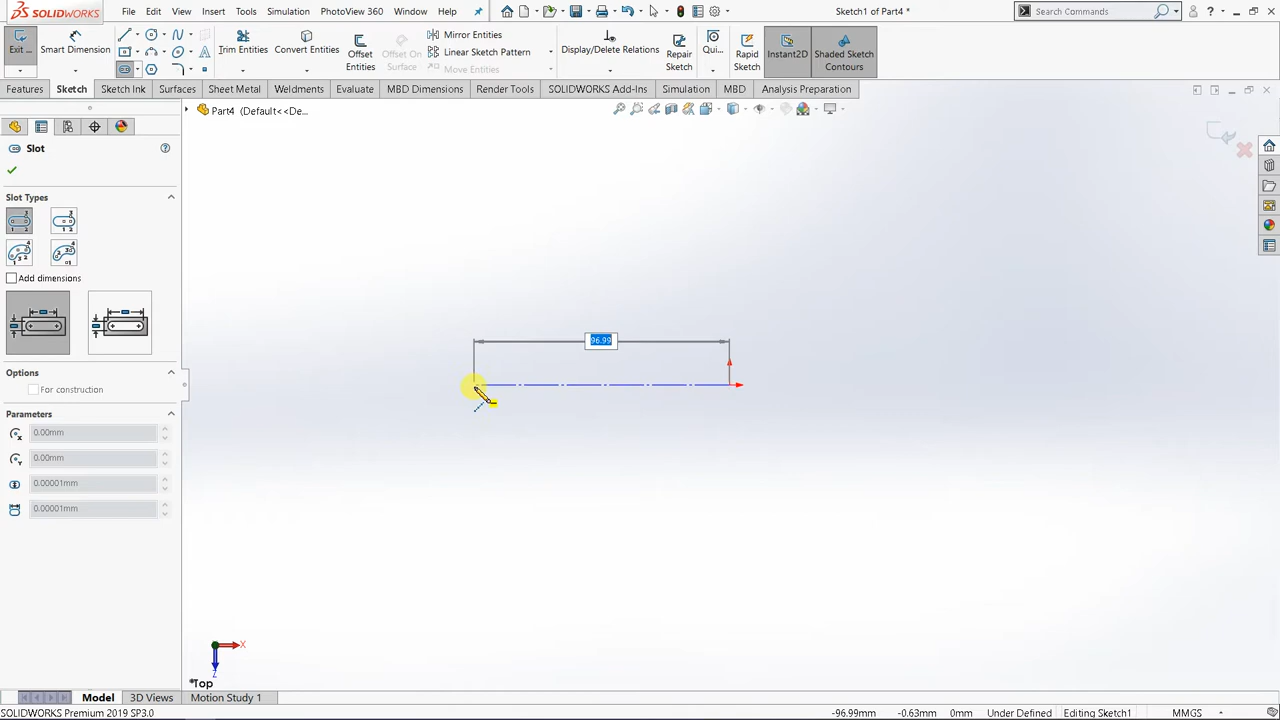 SOLIDWORKS File Edit View Insert Tools Simulation PhotoView 360 Window Help Sketch1 of Part4 * Search Commands
Exit ... Smart Dimension Trim Entities Convert Entities Offset Entities Offset On Surface Mirror Entities Linear Sketch Pattern Move Entities Display/Delete Relations Repair Sketch Qui... Rapid Sketch Instant2D Shaded Sketch Contours
Features Sketch Sketch Ink Surfaces Sheet Metal Weldments Evaluate MBD Dimensions Render Tools SOLIDWORKS Add-Ins Simulation MBD Analysis Preparation
Part4 (Default<<De...
Slot
Slot Types
Add dimensions
96.99
Options
For construction
Parameters
0.00mm
0.00mm
0.00001mm
0.00001mm
X
Z
*Top
Model 3D Views Motion Study 1
SOLIDWORKS Premium 2019 SP3.0 -96.99mm -0.63mm 0mm Under Defined Editing Sketch1 MMGS